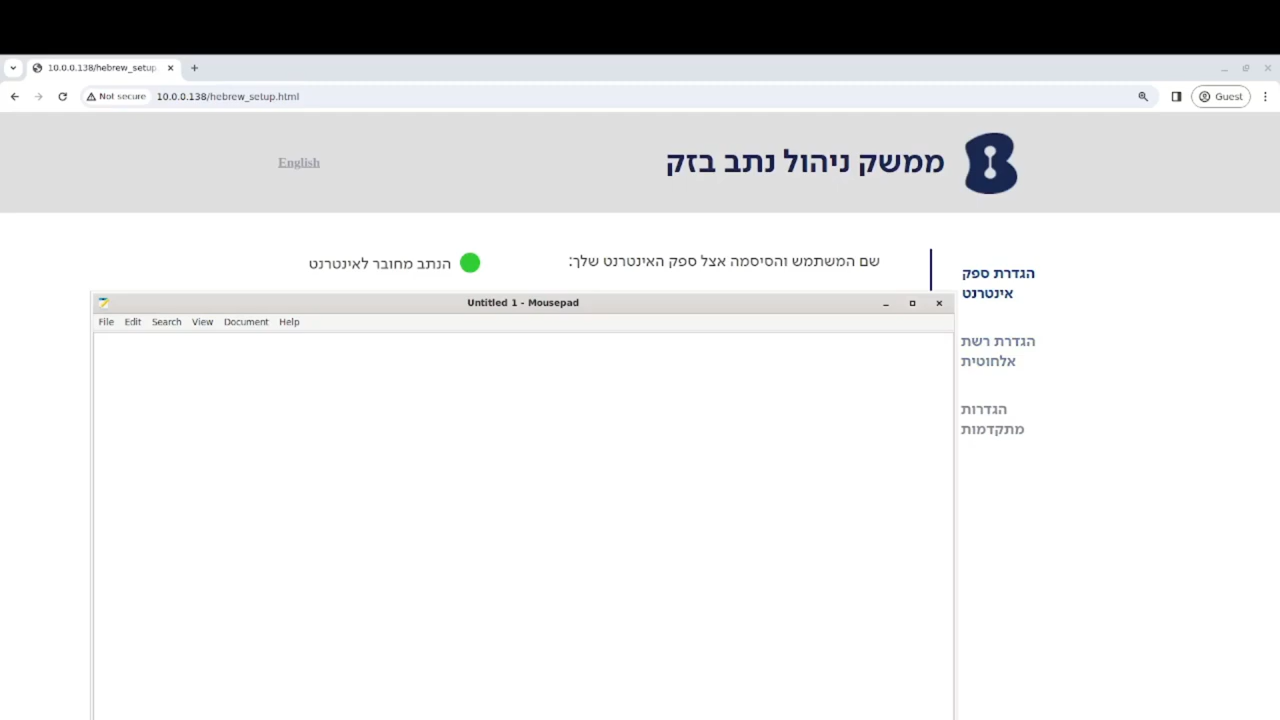 10.0.0.138/hebrew_setup
Not secure
10.0.0.138/hebrew_setup.html
Guest
ממשק ניהול נתב בזק
English
הגדרת ספק
אינטרנט
הגדרת רשת
אלחוטית
הגדרות
מתקדמות
שם המשתמש והסיסמה אצל ספק האינטרנט שלך:
הנתב מחובר לאינטרנט
Untitled 1 - Mousepad
File Edit Search View Document Help